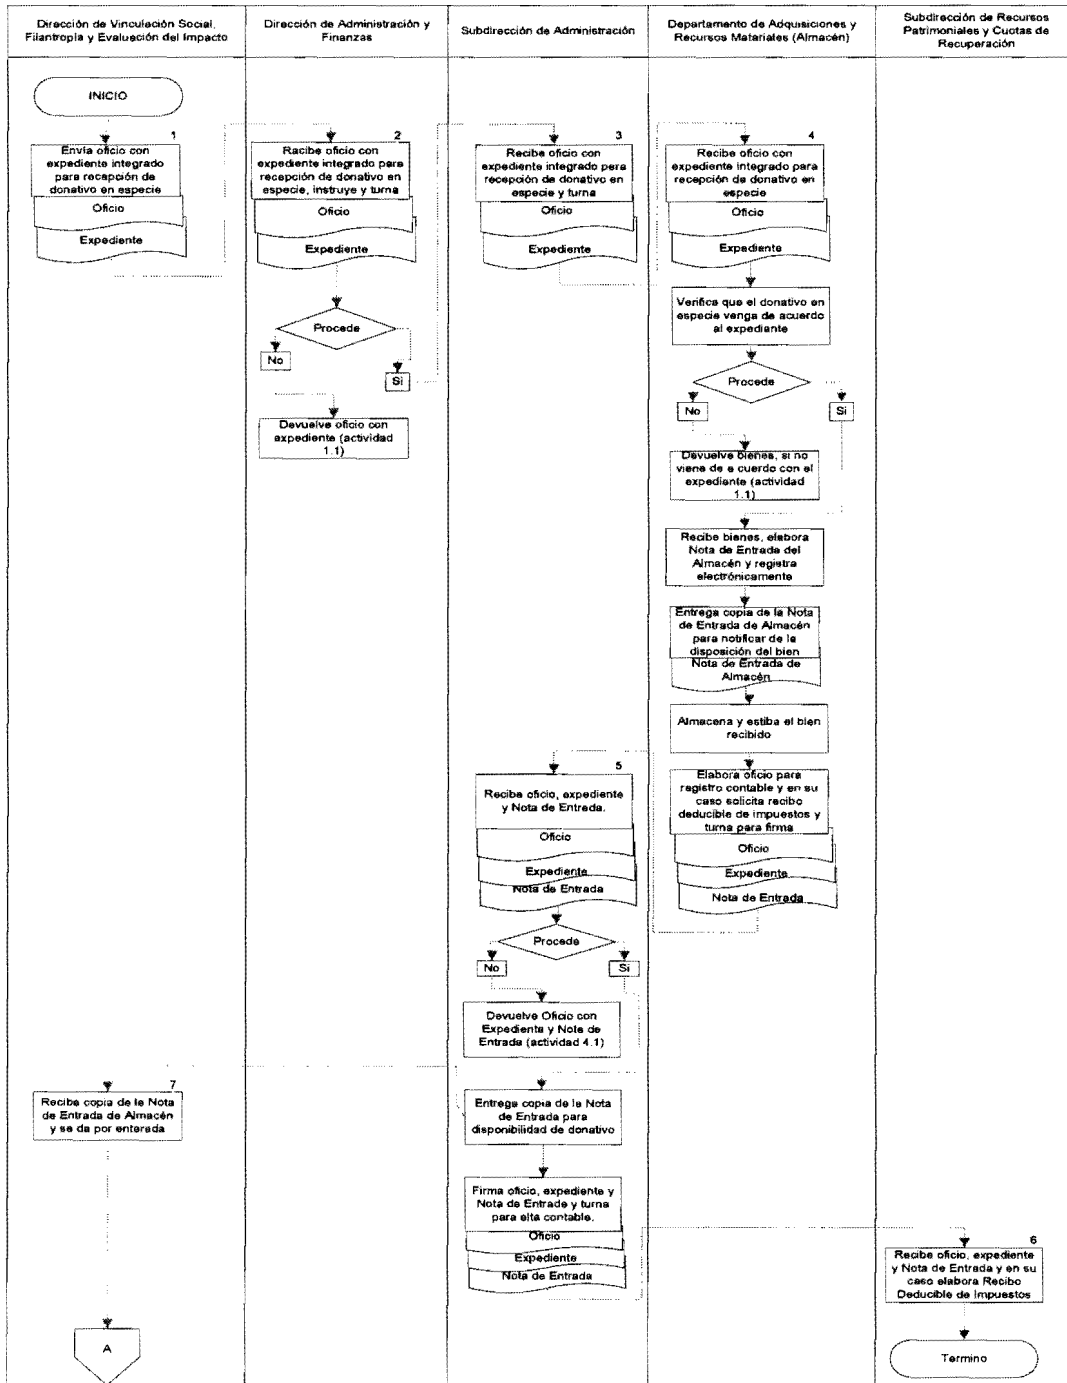 Dirección de Vinculación Social,
Filantropía y Evaluación del Impacto
Dirección de Administración y
Finanzas
Subdirección de Administración
Departamento de Adquisiciones y
Recursos Materiales (Almacén)
Subdirección de Recursos
Patrimoniales y Cuotas de
Recuperación
INICIO
1
Envía oficio con
expediente integrado
para recepción de
donativo en especie
Oficio
Expediente
2
Recibe oficio con
expediente integrado para
recepción de donativo en
especie, instruye y turna
Oficio
Expediente
Procede
No
Si
Devuelve oficio con
expediente (actividad
1.1)
3
Recibe oficio con
expediente integrado para
recepción de donativo en
especie y turna
Oficio
Expediente
4
Recibe oficio con
expediente integrado para
recepción de donativo en
especie
Oficio
Expediente
Verifica que el donativo en
especie venga de acuerdo
al expediente
Procede
No
Si
Devuelve bienes, si no
viene de a cuerdo con el
expediente (actividad
1.1)
Recibe bienes, elabora
Nota de Entrada del
Almacén y registra
electrónicamente
Entrega copia de la Nota
de Entrada de Almacén
para notificar de la
disposición del bien
Nota de Entrada de
Almacén
Almacena y estiba el bien
recibido
Elabora oficio para
registro contable y en su
caso solicita recibo
deducible de impuestos y
turna para firma
Oficio
Expediente
Nota de Entrada
5
Recibe oficio, expediente
y Nota de Entrada.
Oficio
Expediente
Nota de Entrada
Procede
No
Si
Devuelve Oficio con
Expediente y Nota de
Entrada (actividad 4.1)
Entrega copia de la Nota
de Entrada para
disponibilidad de donativo
Firma oficio, expediente y
Nota de Entrada y turna
para alta contable.
Oficio
Expediente
Nota de Entrada
6
Recibe oficio, expediente
y Nota de Entrada y en su
caso elabora Recibo
Deducible de Impuestos
Termino
7
Recibe copia de la Nota
de Entrada de Almacén
y se da por enterada
A